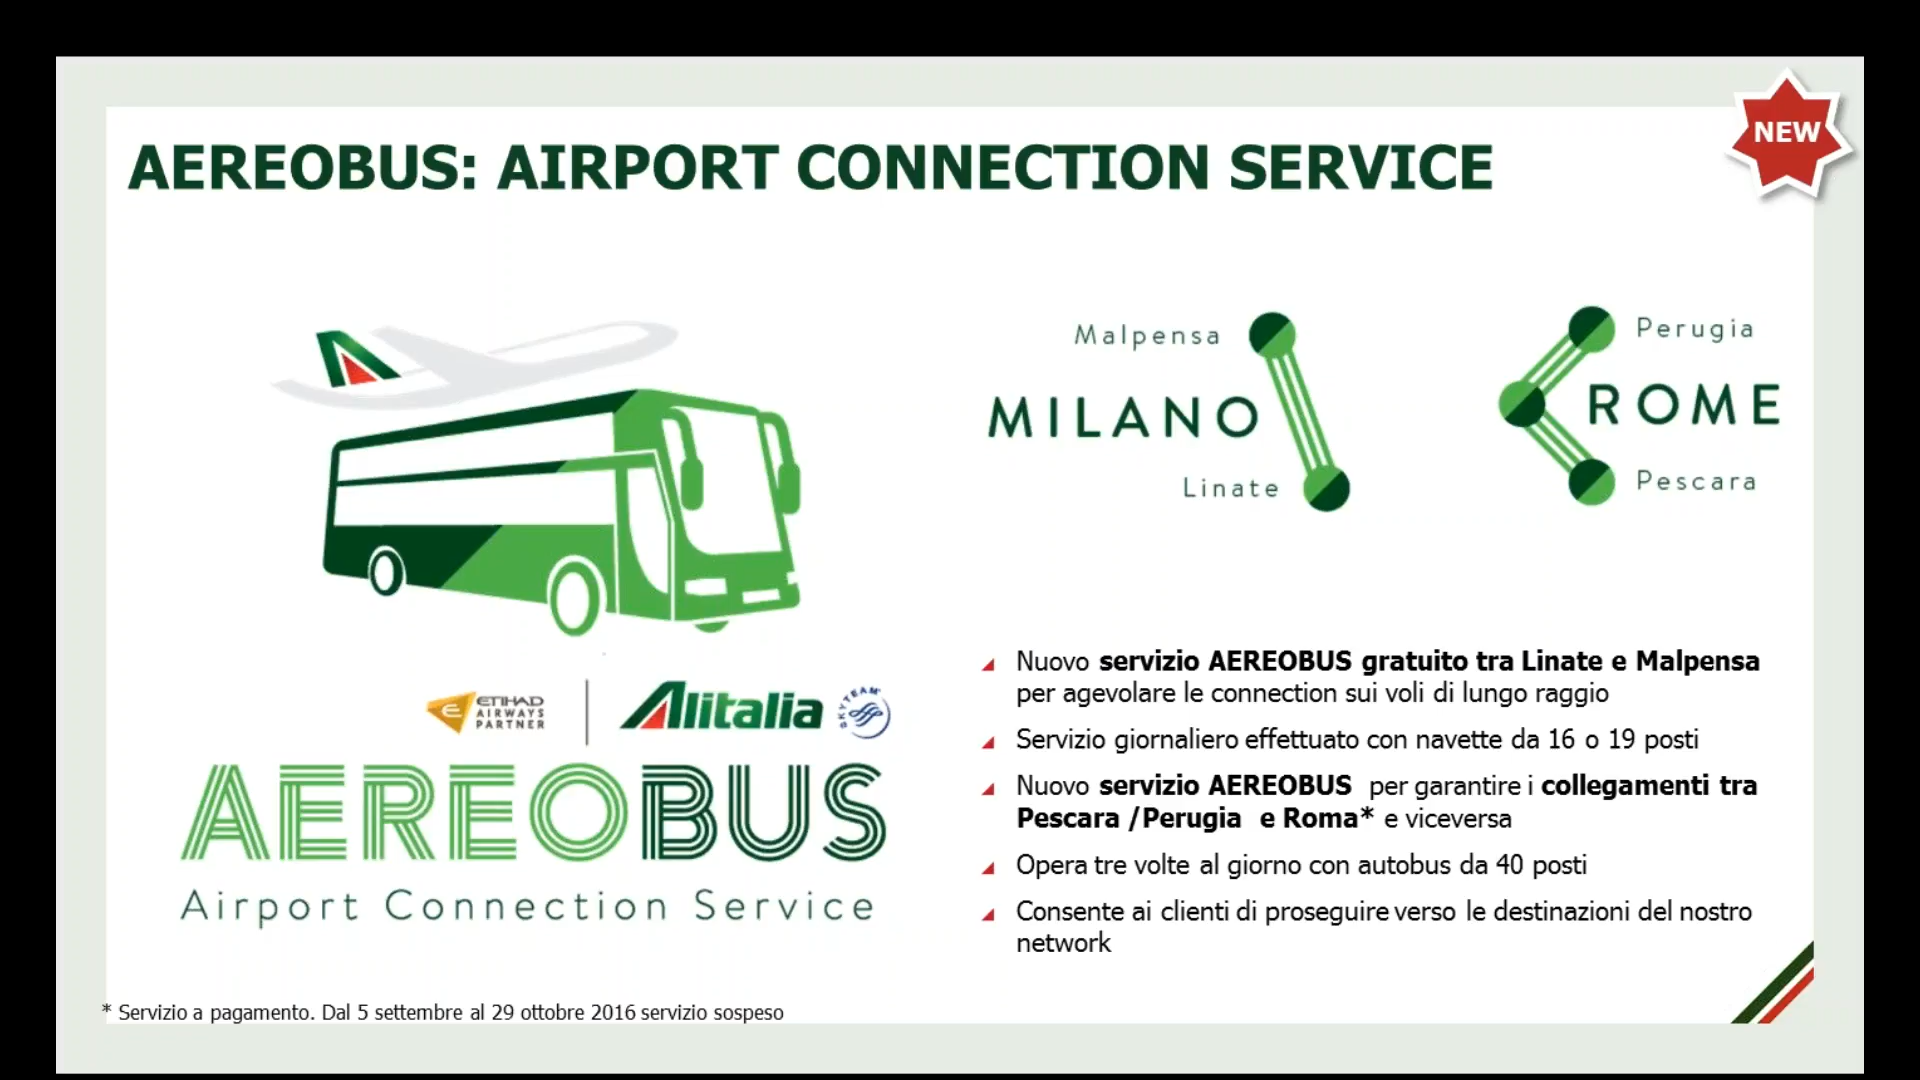 NEW
AEREOBUS: AIRPORT CONNECTION SERVICE
Malpensa
MILANO
Linate
Perugia
ROME
Pescara
ETIHAD
AIRWAYS
PARTNER
Alitalia
SKYTEAM
AEREOBUS
Airport Connection Service
Nuovo servizio AEREOBUS gratuito tra Linate e Malpensa
per agevolare le connection sui voli di lungo raggio
Servizio giornaliero effettuato con navette da 16 o 19 posti
Nuovo servizio AEREOBUS per garantire i collegamenti tra
Pescara /Perugia e Roma* e viceversa
Opera tre volte al giorno con autobus da 40 posti
Consente ai clienti di proseguire verso le destinazioni del nostro
network
* Servizio a pagamento. Dal 5 settembre al 29 ottobre 2016 servizio sospeso